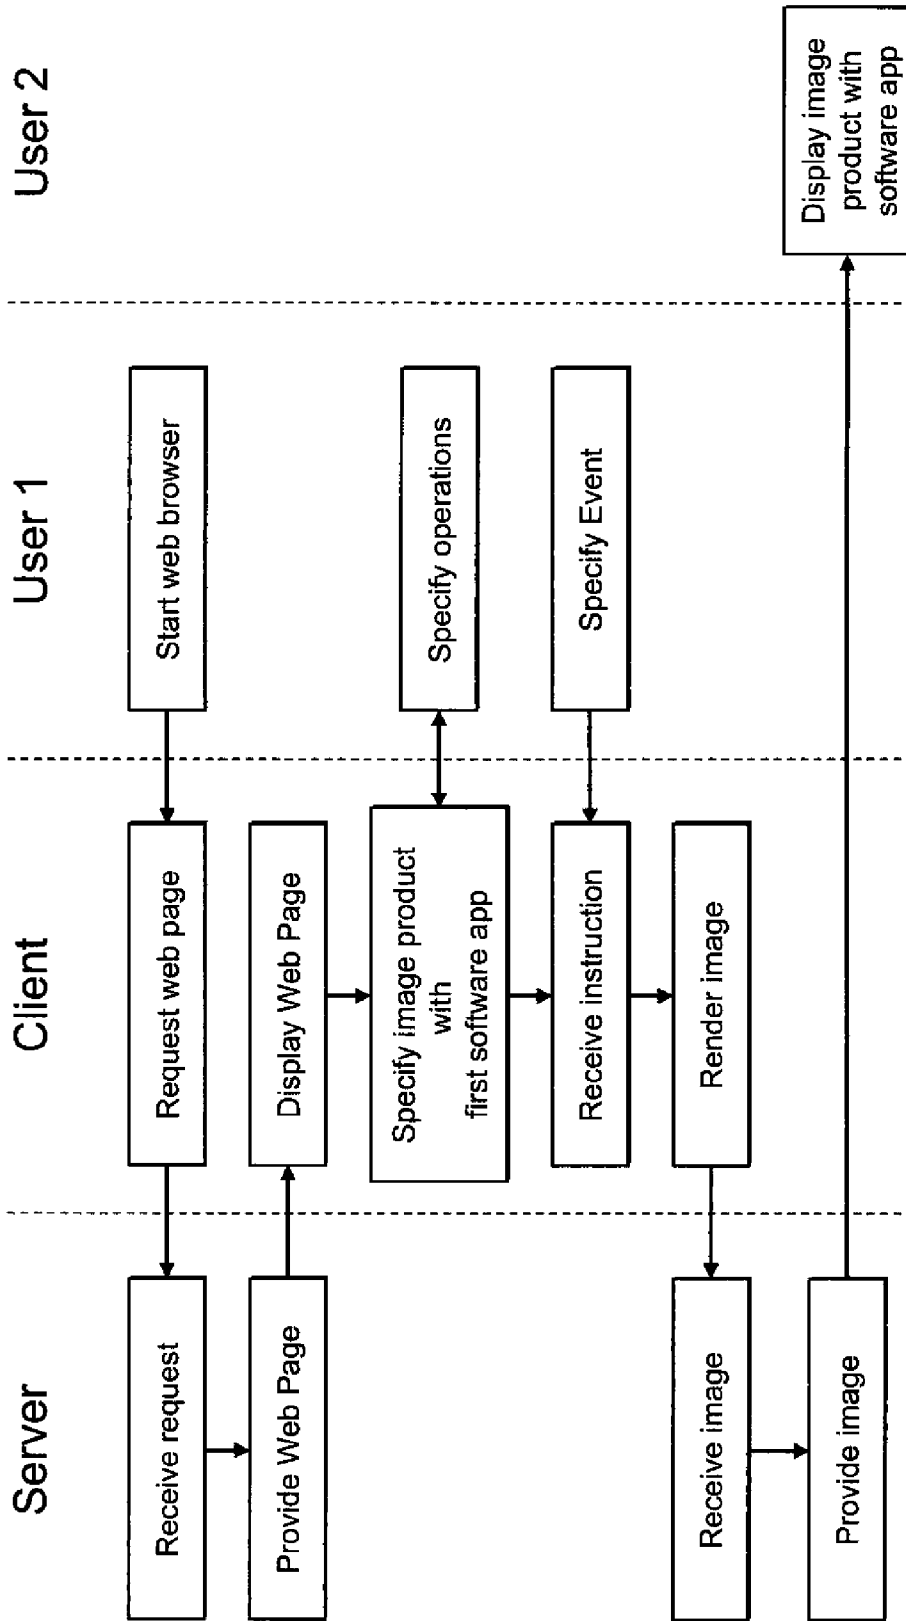 Server
Client
User 1
User 2
Receive request
Request web page
Start web browser
Provide Web Page
Display Web Page
Specify image product
with
first software app
Specify operations
Receive instruction
Specify Event
Receive image
Render image
Provide image
Display image
product with
software app